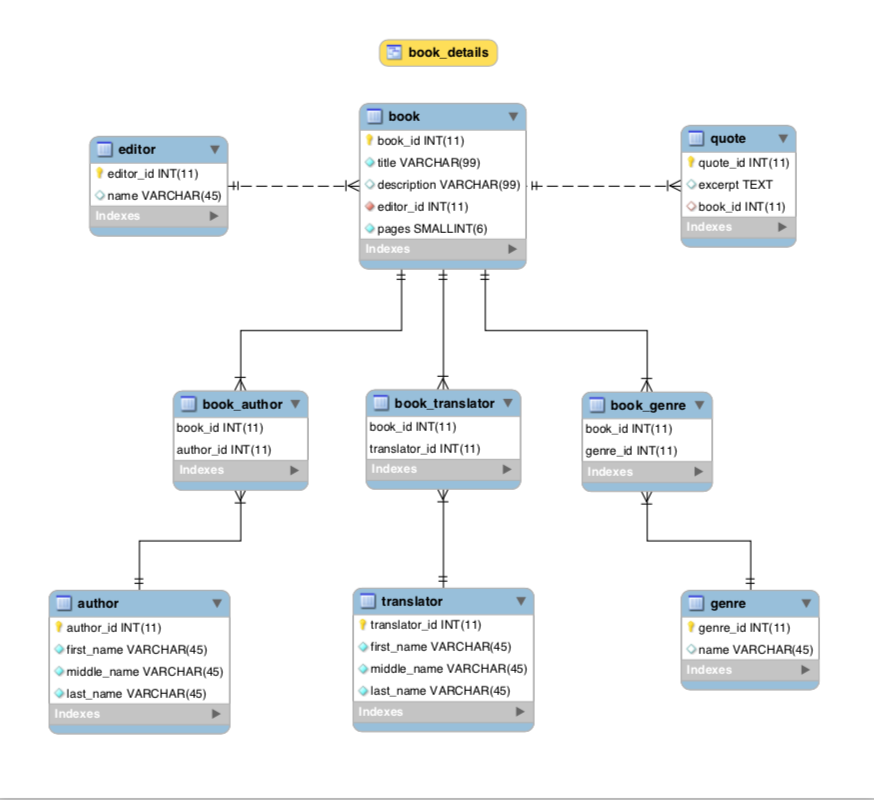 book_details
book
book_id INT(11)
title VARCHAR(99)
description VARCHAR(99)
editor_id INT(11)
pages SMALLINT(6)
Indexes
editor
editor_id INT(11)
name VARCHAR(45)
Indexes
quote
quote_id INT(11)
excerpt TEXT
book_id INT(11)
Indexes
book_author
book_id INT(11)
author_id INT(11)
Indexes
book_translator
book_id INT(11)
translator_id INT(11)
Indexes
book_genre
book_id INT(11)
genre_id INT(11)
Indexes
author
author_id INT(11)
first_name VARCHAR(45)
middle_name VARCHAR(45)
last_name VARCHAR(45)
Indexes
translator
translator_id INT(11)
first_name VARCHAR(45)
middle_name VARCHAR(45)
last_name VARCHAR(45)
Indexes
genre
genre_id INT(11)
name VARCHAR(45)
Indexes